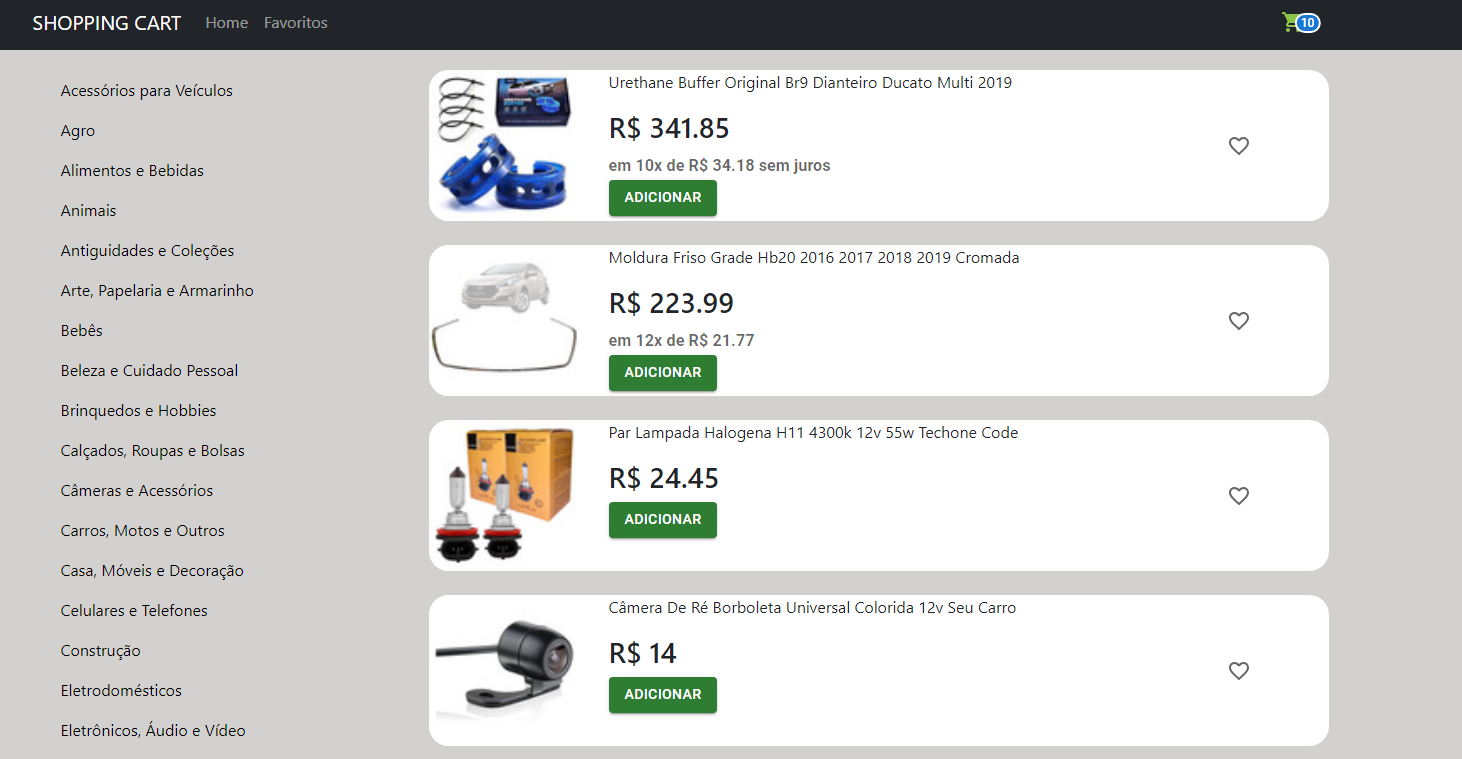 SHOPPING CART Home Favoritos 10
Acessórios para Veículos
Agro
Alimentos e Bebidas
Animais
Antiguidades e Coleções
Arte, Papelaria e Armarinho
Bebês
Beleza e Cuidado Pessoal
Brinquedos e Hobbies
Calçados, Roupas e Bolsas
Câmeras e Acessórios
Carros, Motos e Outros
Casa, Móveis e Decoração
Celulares e Telefones
Construção
Eletrodomésticos
Eletrônicos, Áudio e Vídeo
Urethane Buffer Original Br9 Dianteiro Ducato Multi 2019
R$ 341.85
em 10x de R$ 34.18 sem juros
ADICIONAR
Moldura Friso Grade Hb20 2016 2017 2018 2019 Cromada
R$ 223.99
em 12x de R$ 21.77
ADICIONAR
Par Lampada Halogena H11 4300k 12v 55w Techone Code
R$ 24.45
ADICIONAR
Câmera De Ré Borboleta Universal Colorida 12v Seu Carro
R$ 14
ADICIONAR